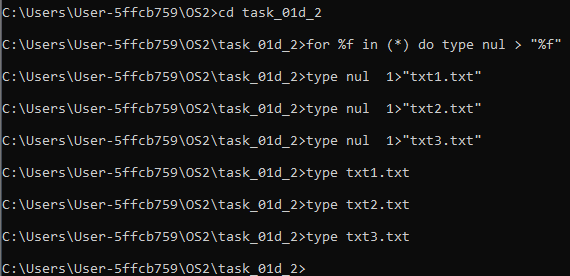 C:\Users\User-5ffcb759\OS2>cd task_01d_2
C:\Users\User-5ffcb759\OS2\task_01d_2>for %f in (*) do type nul > "%f"
C:\Users\User-5ffcb759\OS2\task_01d_2>type nul  1>"txt1.txt"
C:\Users\User-5ffcb759\OS2\task_01d_2>type nul  1>"txt2.txt"
C:\Users\User-5ffcb759\OS2\task_01d_2>type nul  1>"txt3.txt"
C:\Users\User-5ffcb759\OS2\task_01d_2>type txt1.txt
C:\Users\User-5ffcb759\OS2\task_01d_2>type txt2.txt
C:\Users\User-5ffcb759\OS2\task_01d_2>type txt3.txt
C:\Users\User-5ffcb759\OS2\task_01d_2>